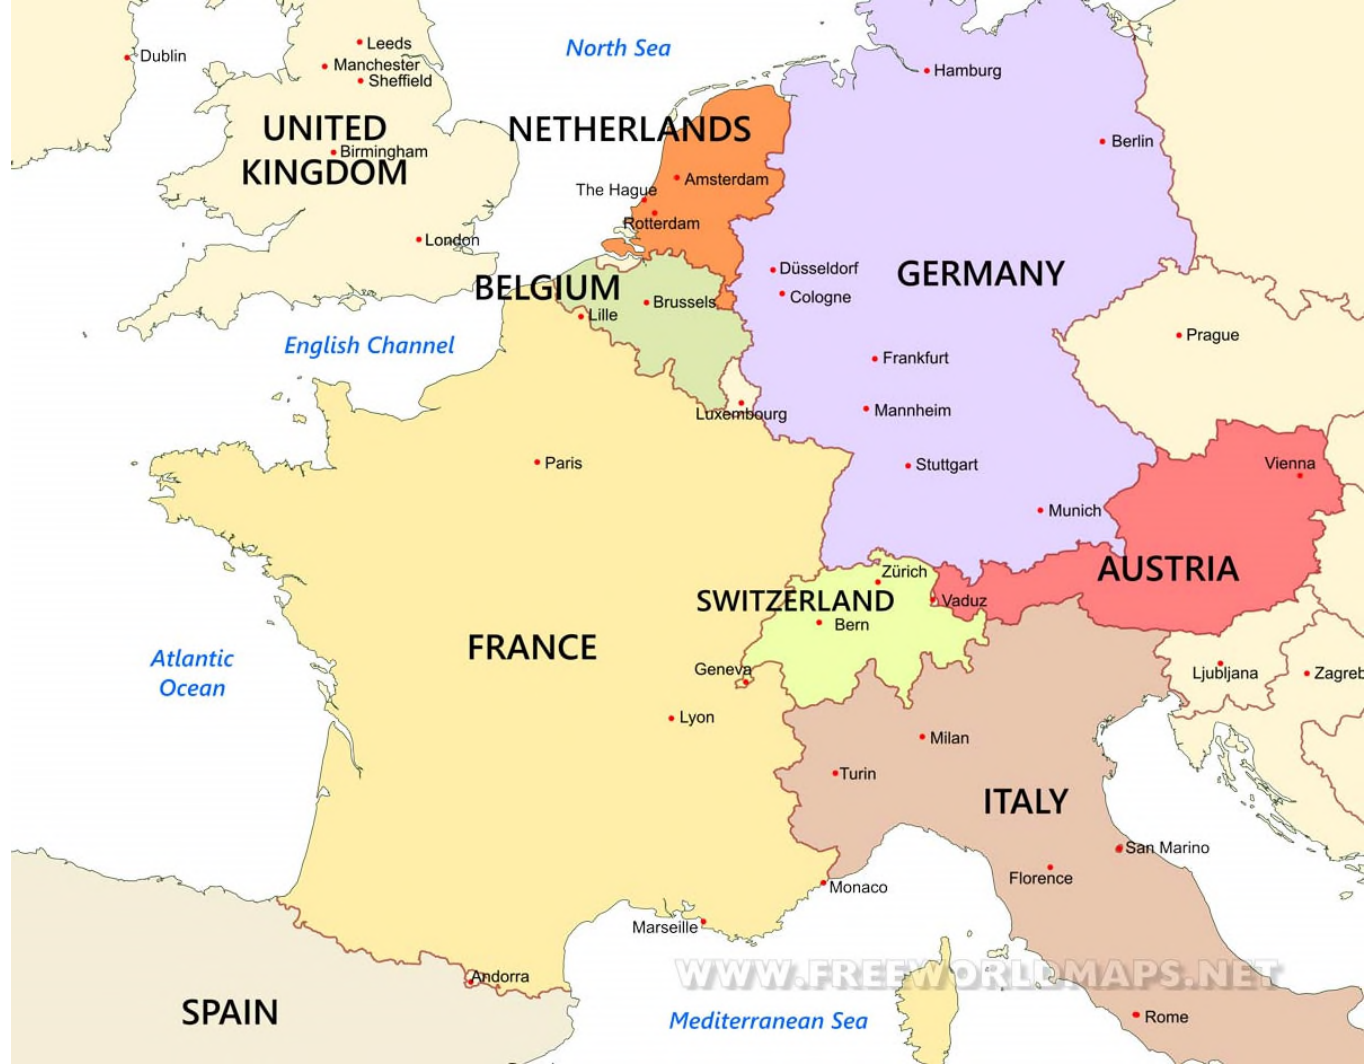 Leeds
Dublin
Manchester
Sheffield
North Sea
Hamburg
UNITED
KINGDOM
Birmingham
NETHERLANDS
Berlin
Amsterdam
The Hague
Rotterdam
London
BELGIUM
Düsseldorf
Cologne
GERMANY
Brussels
Lille
English Channel
Prague
Frankfurt
Luxembourg
Mannheim
Paris
Stuttgart
Vienna
Munich
AUSTRIA
Zürich
SWITZERLAND
Vaduz
Bern
FRANCE
Atlantic
Ocean
Geneva
Ljubljana
Zagreb
Lyon
Milan
Turin
ITALY
San Marino
Florence
Monaco
Marseille
Andorra
WWW.FREEWORLDMAPS.NET
SPAIN
Mediterranean Sea
Rome